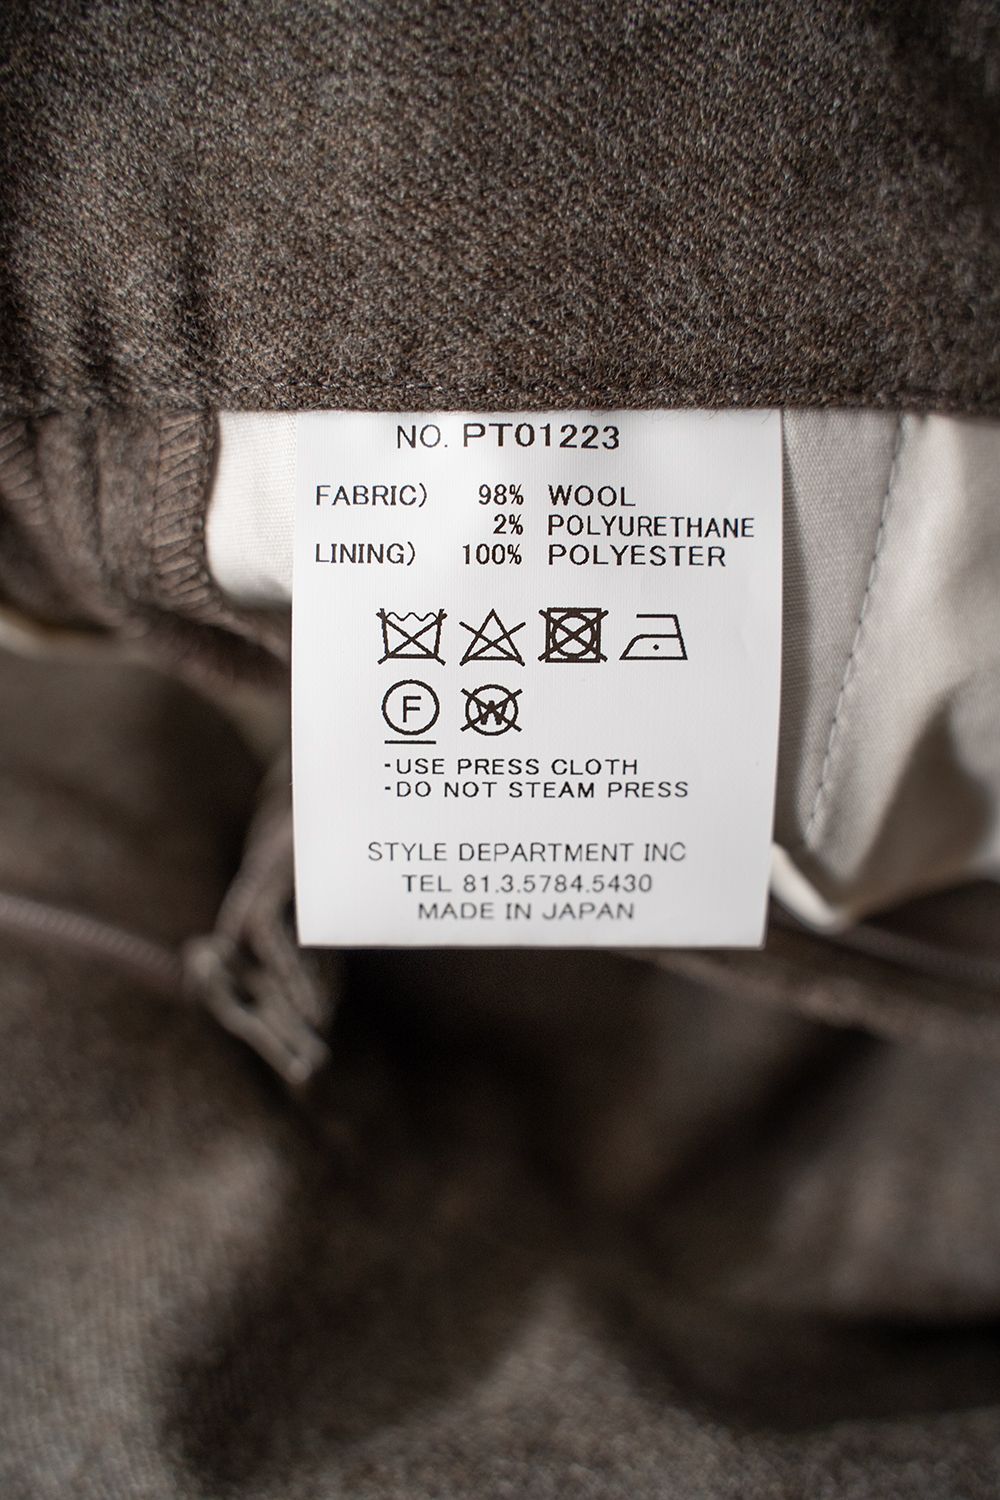 NO. PT01223
FABRIC) 98% WOOL
2% POLYURETHANE
LINING) 100% POLYESTER
F W
-USE PRESS CLOTH
-DO NOT STEAM PRESS
STYLE DEPARTMENT INC
TEL 81.3.5784.5430
MADE IN JAPAN